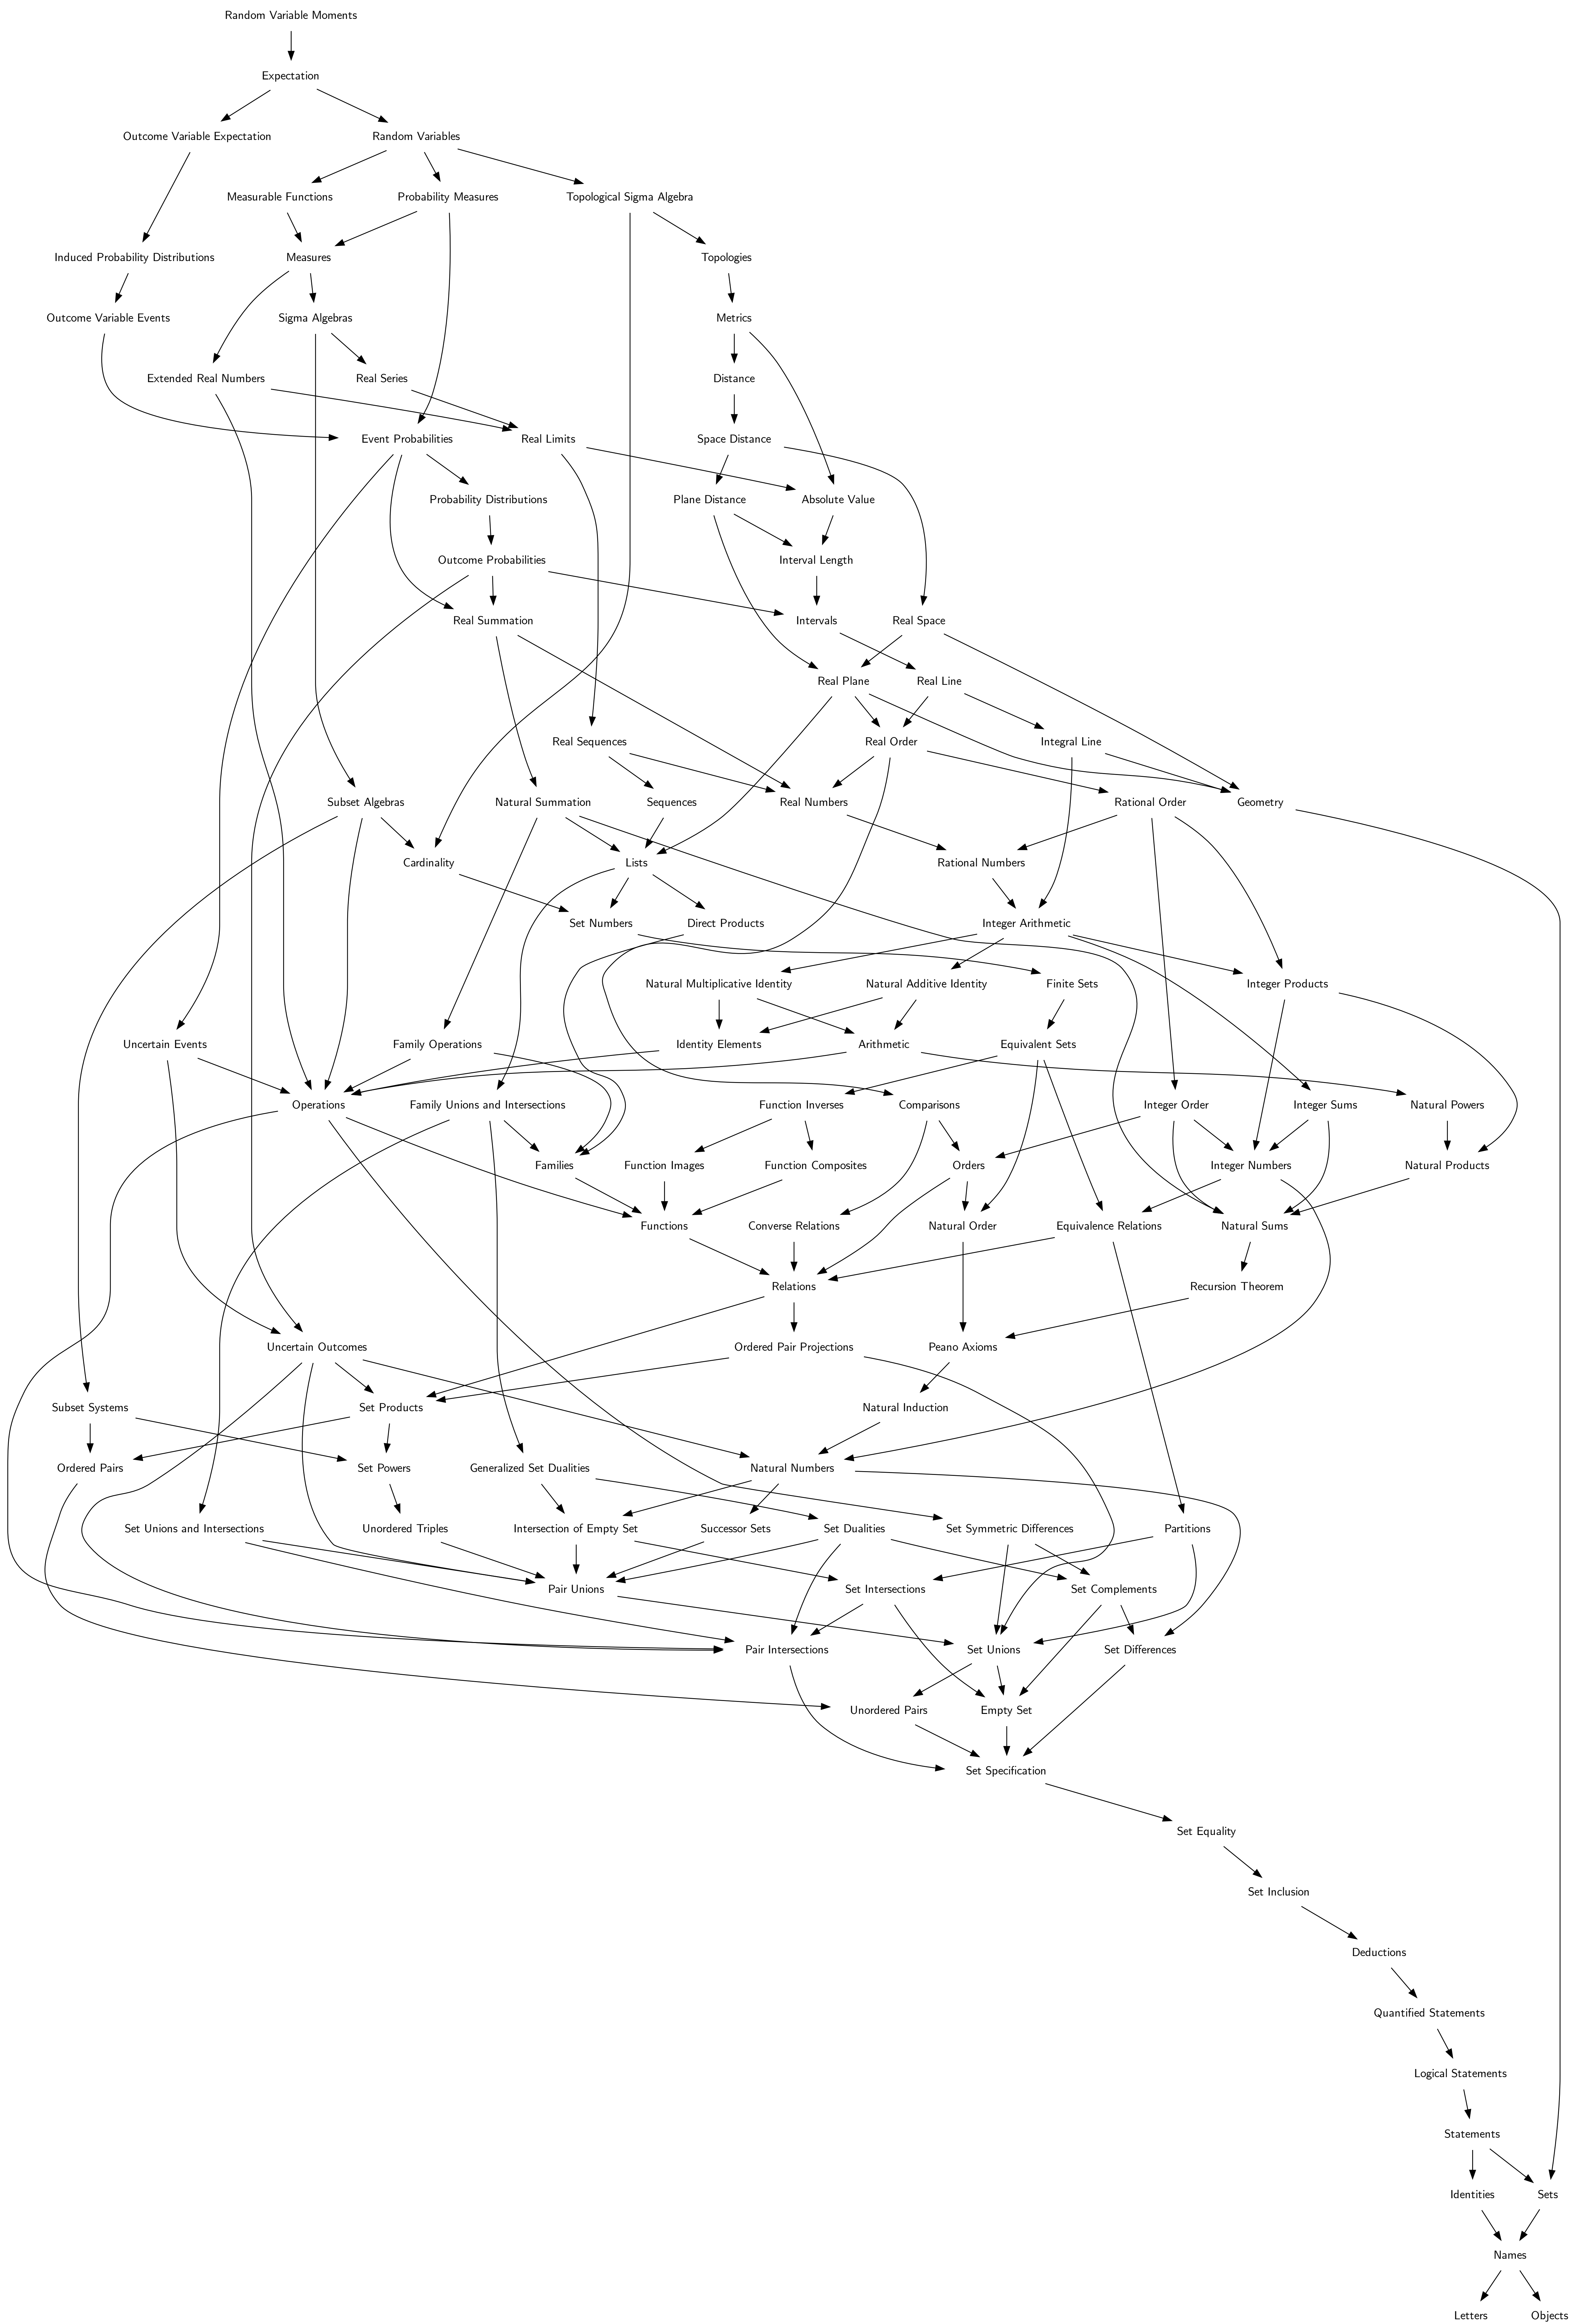 Random Variable Moments
Expectation
Outcome Variable Expectation
Random Variables
Measurable Functions
Probability Measures
Topological Sigma Algebra
Induced Probability Distributions
Measures
Topologies
Outcome Variable Events
Sigma Algebras
Metrics
Extended Real Numbers
Real Series
Distance
Event Probabilities
Real Limits
Space Distance
Probability Distributions
Plane Distance
Absolute Value
Outcome Probabilities
Interval Length
Real Summation
Intervals
Real Space
Real Plane
Real Line
Real Sequences
Real Order
Integral Line
Subset Algebras
Natural Summation
Sequences
Real Numbers
Rational Order
Geometry
Cardinality
Lists
Rational Numbers
Set Numbers
Direct Products
Integer Arithmetic
Natural Multiplicative Identity
Natural Additive Identity
Finite Sets
Integer Products
Uncertain Events
Family Operations
Identity Elements
Arithmetic
Equivalent Sets
Operations
Family Unions and Intersections
Function Inverses
Comparisons
Integer Order
Integer Sums
Natural Powers
Families
Function Images
Function Composites
Orders
Integer Numbers
Natural Products
Functions
Converse Relations
Natural Order
Equivalence Relations
Natural Sums
Relations
Recursion Theorem
Uncertain Outcomes
Ordered Pair Projections
Peano Axioms
Subset Systems
Set Products
Natural Induction
Ordered Pairs
Set Powers
Generalized Set Dualities
Natural Numbers
Set Unions and Intersections
Unordered Triples
Intersection of Empty Set
Successor Sets
Set Dualities
Set Symmetric Differences
Partitions
Pair Unions
Set Intersections
Set Complements
Pair Intersections
Set Unions
Set Differences
Unordered Pairs
Empty Set
Set Specification
Set Equality
Set Inclusion
Deductions
Quantified Statements
Logical Statements
Statements
Identities
Sets
Names
Letters
Objects